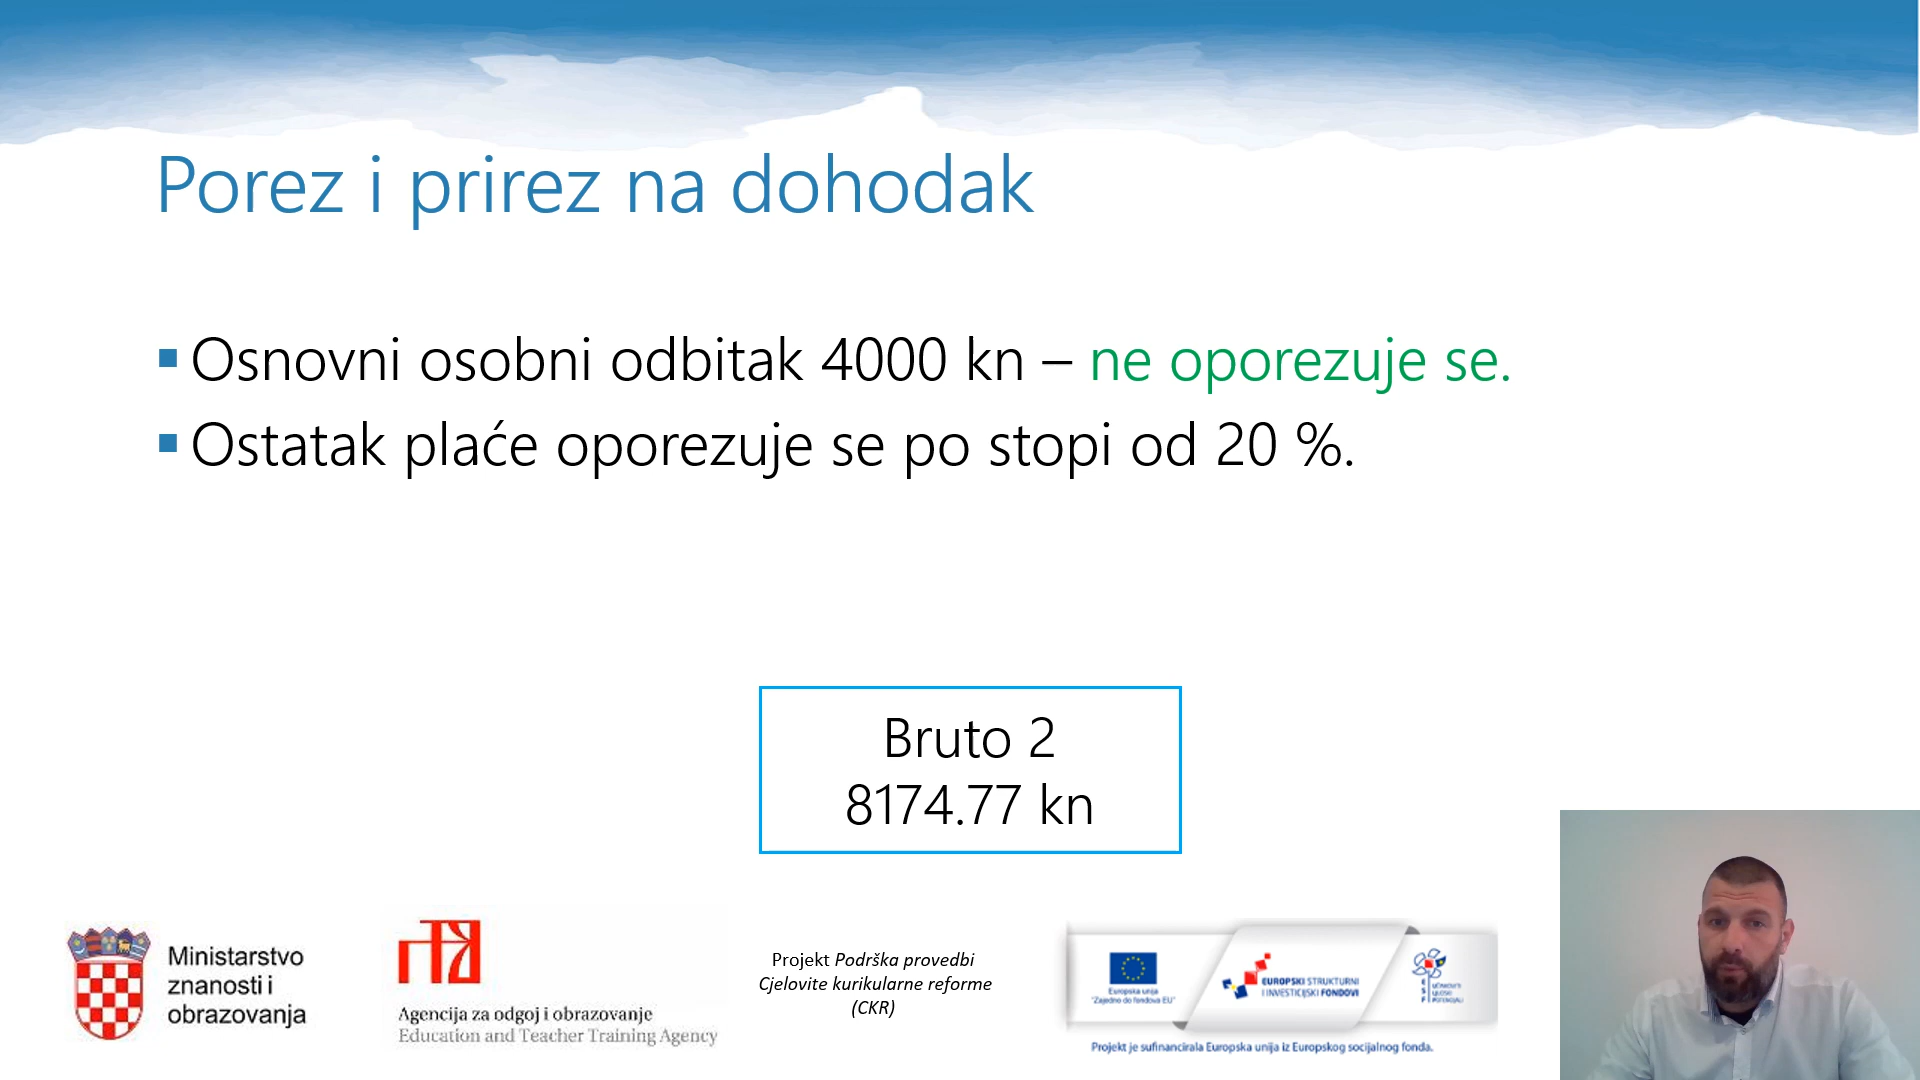 Porez i prirez na dohodak
Osnovni osobni odbitak 4000 kn – ne oporezuje se.
Ostatak plaće oporezuje se po stopi od 20 %.
Bruto 2
8174.77 kn
Ministarstvo
znanosti i
obrazovanja
Agencija za odgoj i obrazovanje
Education and Teacher Training Agency
Projekt Podrška provedbi
Cjelovite kurikularne reforme
(CKR)
Europska unija
"Zajedno do fondova EU"
EUROPSKI STRUKTURNI
I INVESTICIJSKI FONDOVI
Projekt je sufinancirala Europska unija iz Europskog socijalnog fonda.